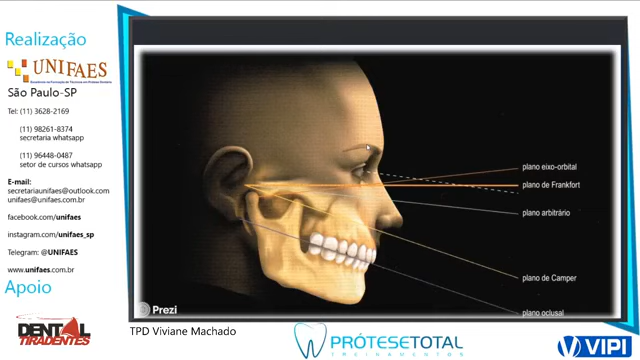 Realização
UNIFAES
São Paulo-SP
Tel: (11) 3628-2169
(11) 98261-8374
secretaria whatsapp
(11) 96448-0487
setor de cursos whatsapp
E-mail:
secretariaunifaes@outlook.com
unifaes@unifaes.com.br
facebook.com/unifaes
instagram.com/unifaes_sp
Telegram: @UNIFAES
www.unifaes.com.br
Apoio
DENTAL
TIRADENTES
plano eixo-orbital
plano de Frankfort
plano arbitrário
plano de Camper
plano oclusal
Prezi
TPD Viviane Machado
PRÓTESETOTAL
TREINAMENTOS
VIPI